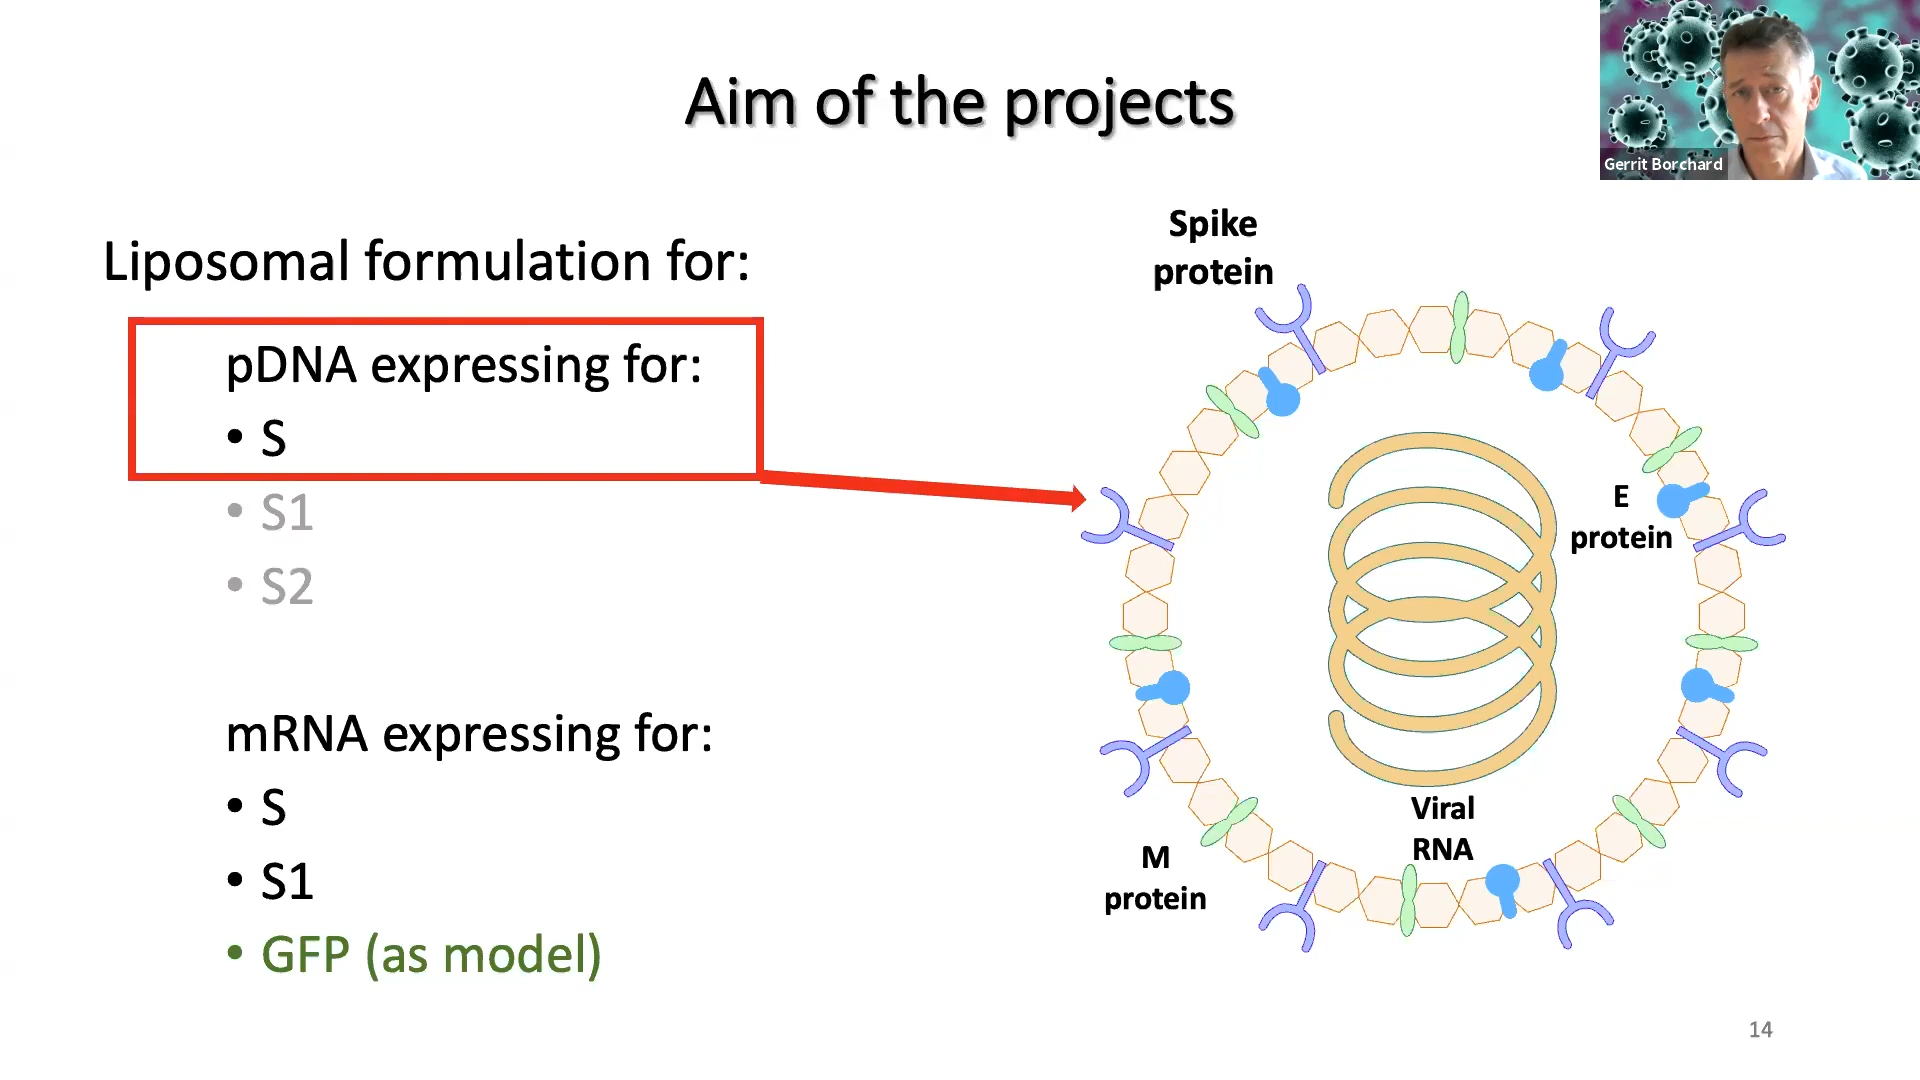 Aim of the projects
Gerrit Borchard
Liposomal formulation for:
pDNA expressing for:
• S
• S1
• S2
mRNA expressing for:
• S
• S1
• GFP (as model)
Spike
protein
E
protein
Viral
RNA
M
protein
14